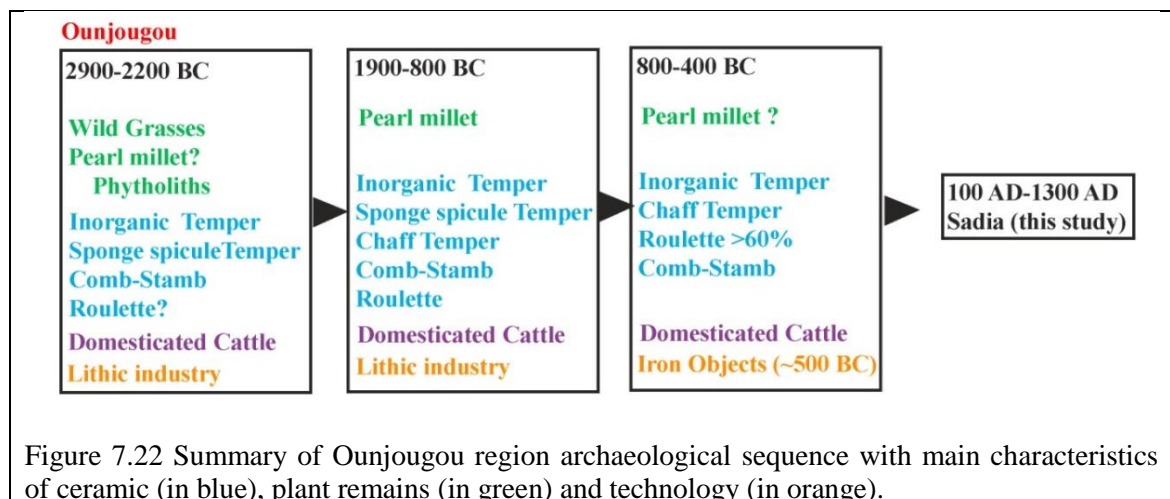 Ounjougou
2900-2200 BC
Wild Grasses
Pearl millet?
Phytholiths
Inorganic Temper
Sponge spicule Temper
Comb-Stamb
Roulette?
Domesticated Cattle
Lithic industry
1900-800 BC
Pearl millet
Inorganic Temper
Sponge spicule Temper
Chaff Temper
Comb-Stamb
Roulette
Domesticated Cattle
Lithic industry
800-400 BC
Pearl millet ?
Inorganic Temper
Chaff Temper
Roulette >60%
Comb-Stamb
Domesticated Cattle
Iron Objects (~500 BC)
100 AD-1300 AD
Sadia (this study)
Figure 7.22 Summary of Ounjougou region archaeological sequence with main characteristics
of ceramic (in blue), plant remains (in green) and technology (in orange).